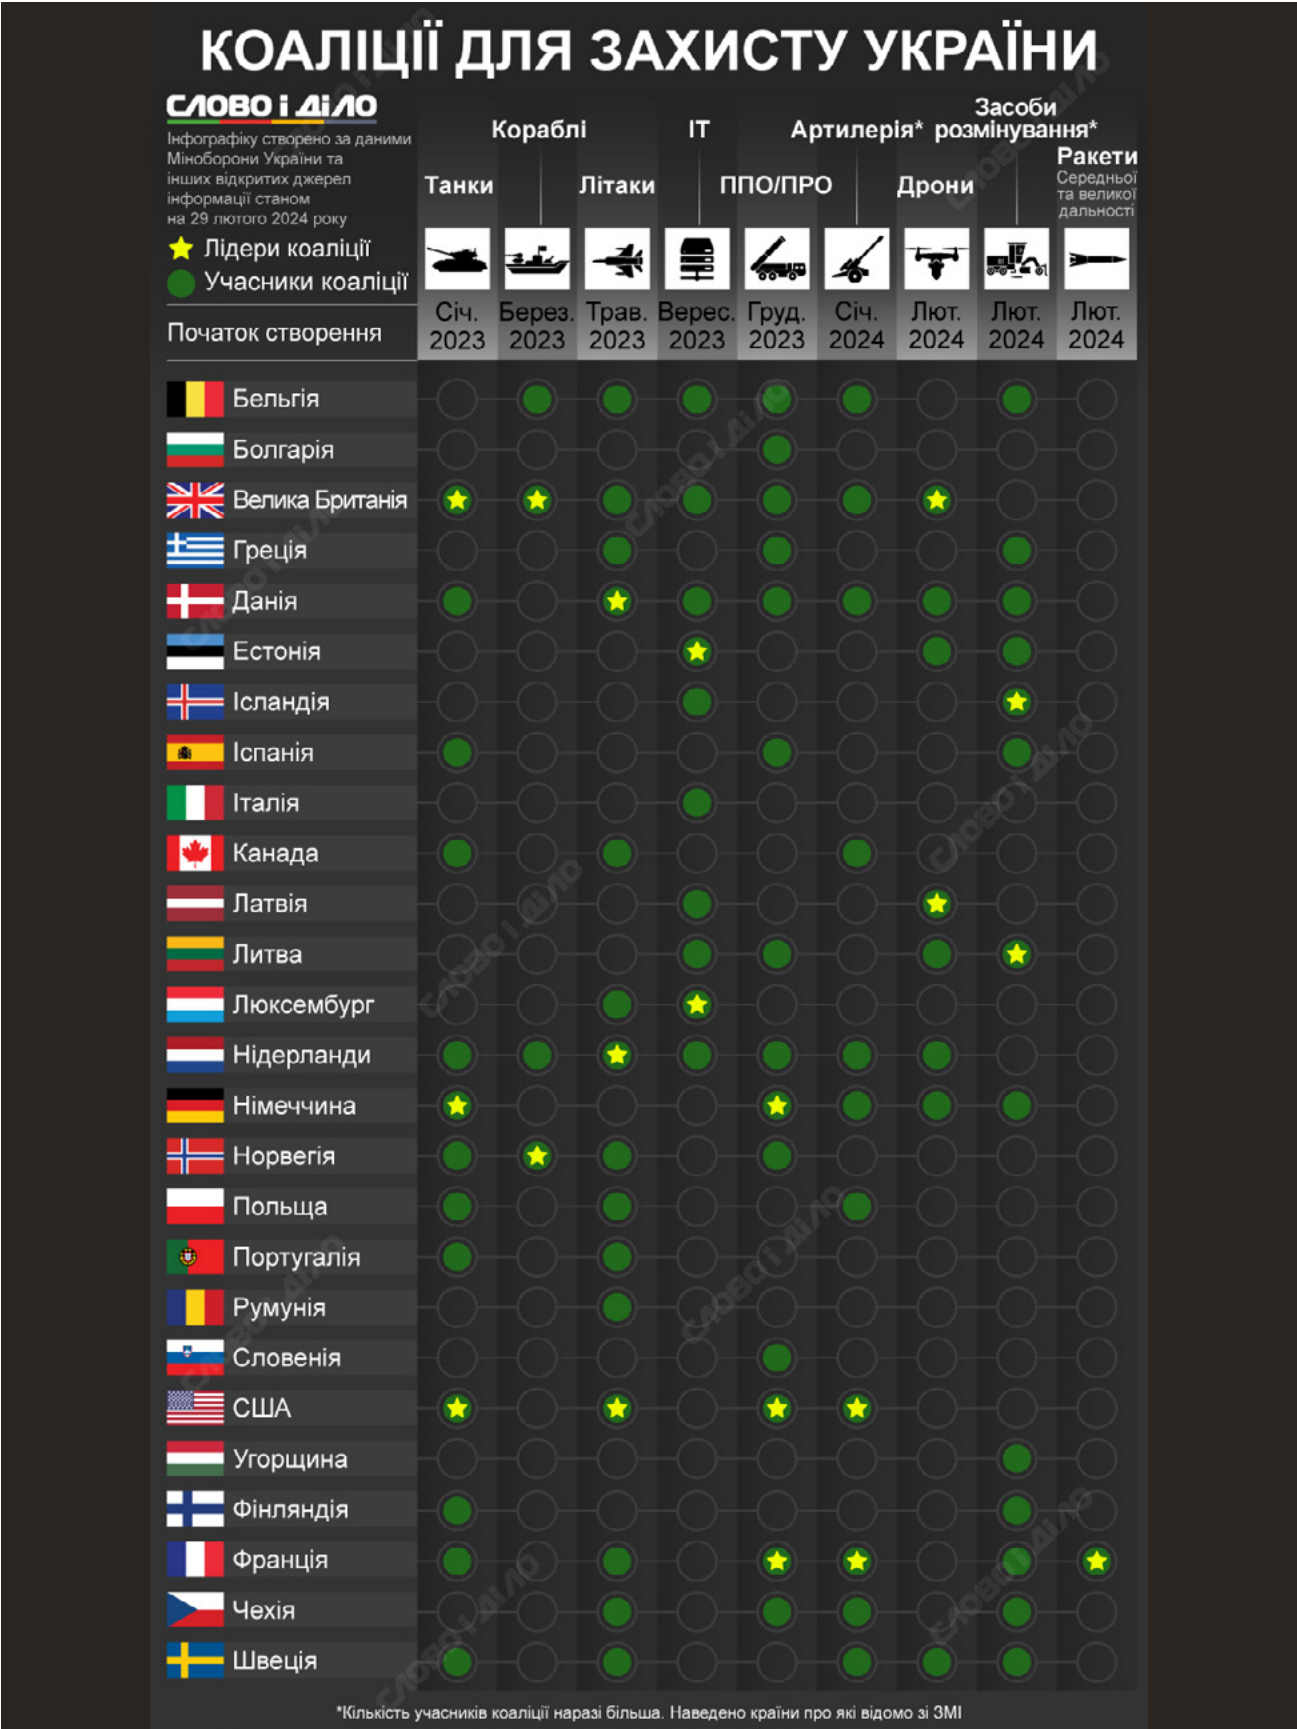 КОАЛІЦІЇ ДЛЯ ЗАХИСТУ УКРАЇНИ
СЛОВО і ДІЛО
Інфографіку створено за даними
Міноборони України та
інших відкритих джерел
інформації станом
на 29 лютого 2024 року
Лідери коаліції
Учасники коаліції
Початок створення
Танки
Кораблі
Літаки
ІТ
ППО/ПРО
Артилерія*
Дрони
Засоби
розмінування*
Ракети
Середньої
та великої
дальності
Січ. Берез. Трав. Верес. Груд. Січ. Лют. Лют. Лют.
2023 2023 2023 2023 2023 2024 2024 2024 2024
Бельгія
Болгарія
Велика Британія
Греція
Данія
Естонія
Ісландія
Іспанія
Італія
Канада
Латвія
Литва
Люксембург
Нідерланди
Німеччина
Норвегія
Польща
Португалія
Румунія
Словенія
США
Угорщина
Фінляндія
Франція
Чехія
Швеція
*Кількість учасників коаліції наразі більша. Наведено країни про які відомо зі ЗМІ